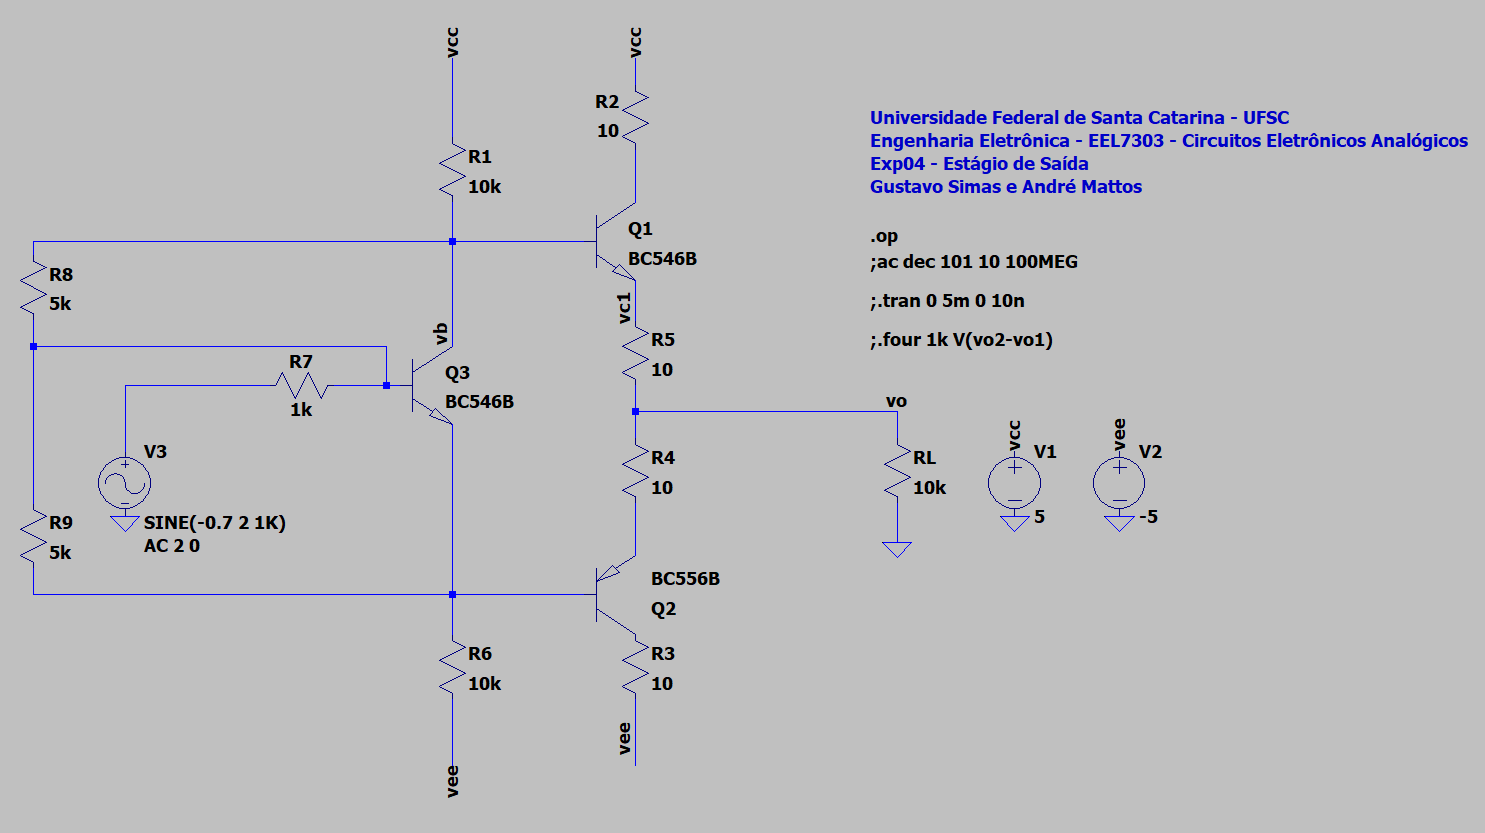 vcc
vcc
R2
10
R1
10k
Universidade Federal de Santa Catarina - UFSC
Engenharia Eletrônica - EEL7303 - Circuitos Eletrônicos Analógicos
Exp04 - Estágio de Saída
Gustavo Simas e André Mattos
Q1
BC546B
.op
;ac dec 101 10 100MEG
;.tran 0 5m 0 10n
;.four 1k V(vo2-vo1)
R8
5k
vc1
vb
R5
10
R7
1k
Q3
BC546B
vo
V3
SINE(-0.7 2 1K)
AC 2 0
R4
10
RL
10k
vcc
V1
5
vee
V2
-5
R9
5k
BC556B
Q2
R6
10k
R3
10
vee
vee